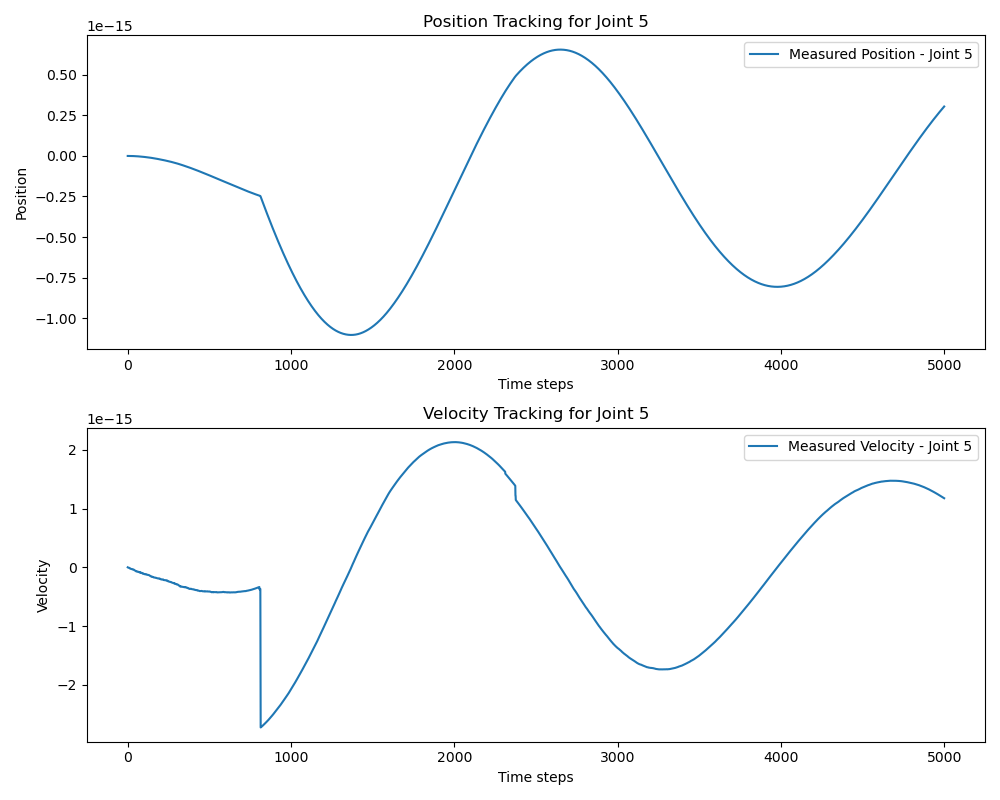 Position Tracking for Joint 5
1e−15
Measured Position - Joint 5
0.50
0.25
0.00
−0.25
−0.50
−0.75
−1.00
Position
0 1000 2000 3000 4000 5000
Time steps
Velocity Tracking for Joint 5
1e−15
Measured Velocity - Joint 5
2
1
0
−1
−2
Velocity
0 1000 2000 3000 4000 5000
Time steps